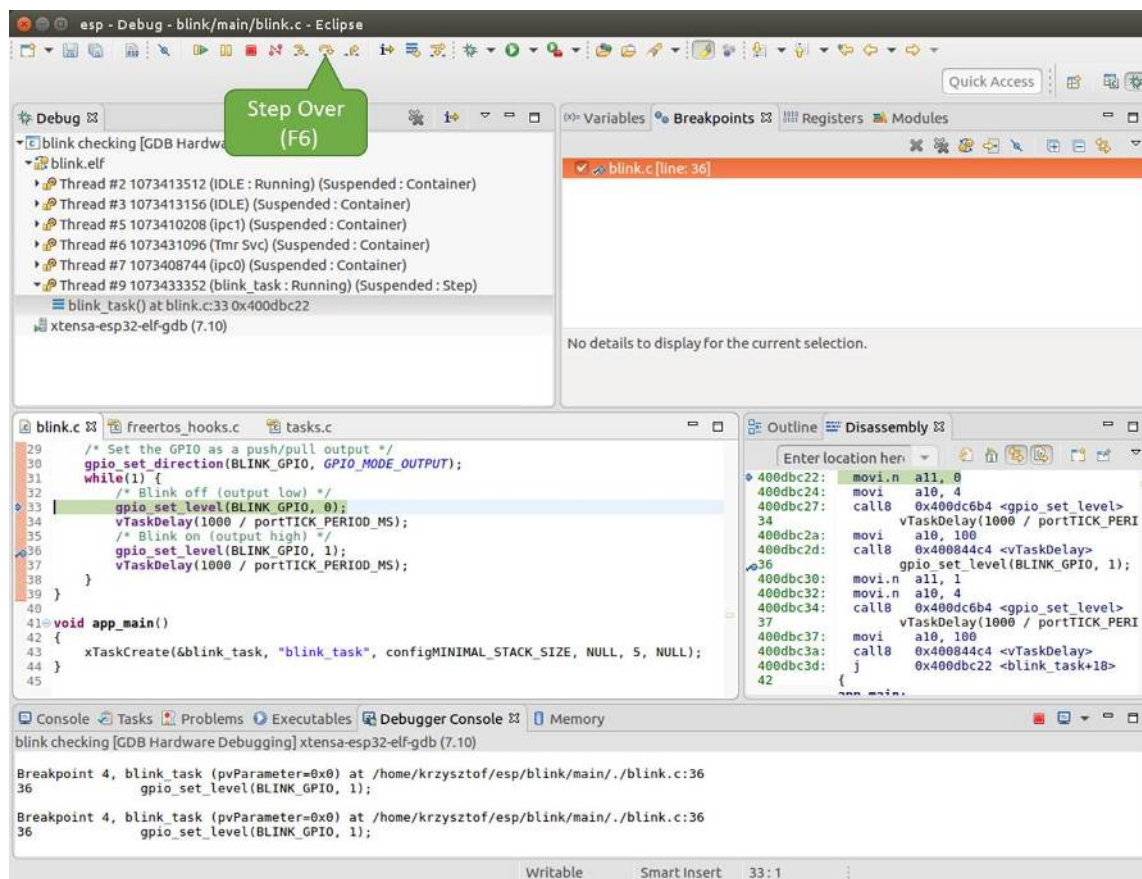 esp - Debug - blink/main/blink.c - Eclipse
Quick Access
Step Over
(F6)
Debug
blink checking [GDB Hardwa
blink.elf
Thread #2 1073413512 (IDLE : Running) (Suspended : Container)
Thread #3 1073413156 (IDLE) (Suspended : Container)
Thread #5 1073410208 (ipc1) (Suspended : Container)
Thread #6 1073431096 (Tmr Svc) (Suspended : Container)
Thread #7 1073408744 (ipc0) (Suspended : Container)
Thread #9 1073433352 (blink_task : Running) (Suspended : Step)
blink_task() at blink.c:33 0x400dbc22
xtensa-esp32-elf-gdb (7.10)
(x)= Variables Breakpoints Registers Modules
blink.c [line: 36]
No details to display for the current selection.
blink.c freertos_hooks.c tasks.c
29 /* Set the GPIO as a push/pull output */
30 gpio_set_direction(BLINK_GPIO, GPIO_MODE_OUTPUT);
31 while(1) {
32 /* Blink off (output low) */
33 gpio_set_level(BLINK_GPIO, 0);
34 vTaskDelay(1000 / portTICK_PERIOD_MS);
35 /* Blink on (output high) */
36 gpio_set_level(BLINK_GPIO, 1);
37 vTaskDelay(1000 / portTICK_PERIOD_MS);
38 }
39 }
40
41 void app_main()
42 {
43 xTaskCreate(&blink_task, "blink_task", configMINIMAL_STACK_SIZE, NULL, 5, NULL);
44 }
45
Outline Disassembly
Enter location her
400dbc22: movi.n a11, 0
400dbc24: movi a10, 4
400dbc27: call8 0x400dc6b4 <gpio_set_level>
34 vTaskDelay(1000 / portTICK_PERI
400dbc2a: movi a10, 100
400dbc2d: call8 0x400844c4 <vTaskDelay>
36 gpio_set_level(BLINK_GPIO, 1);
400dbc30: movi.n a11, 1
400dbc32: movi.n a10, 4
400dbc34: call8 0x400dc6b4 <gpio_set_level>
37 vTaskDelay(1000 / portTICK_PERI
400dbc37: movi a10, 100
400dbc3a: call8 0x400844c4 <vTaskDelay>
400dbc3d: j 0x400dbc22 <blink_task+18>
42 {
app_main:
Console Tasks Problems Executables Debugger Console Memory
blink checking [GDB Hardware Debugging] xtensa-esp32-elf-gdb (7.10)
Breakpoint 4, blink_task (pvParameter=0x0) at /home/krzysztof/esp/blink/main/./blink.c:36
36 gpio_set_level(BLINK_GPIO, 1);
Breakpoint 4, blink_task (pvParameter=0x0) at /home/krzysztof/esp/blink/main/./blink.c:36
36 gpio_set_level(BLINK_GPIO, 1);
Writable Smart Insert 33 : 1